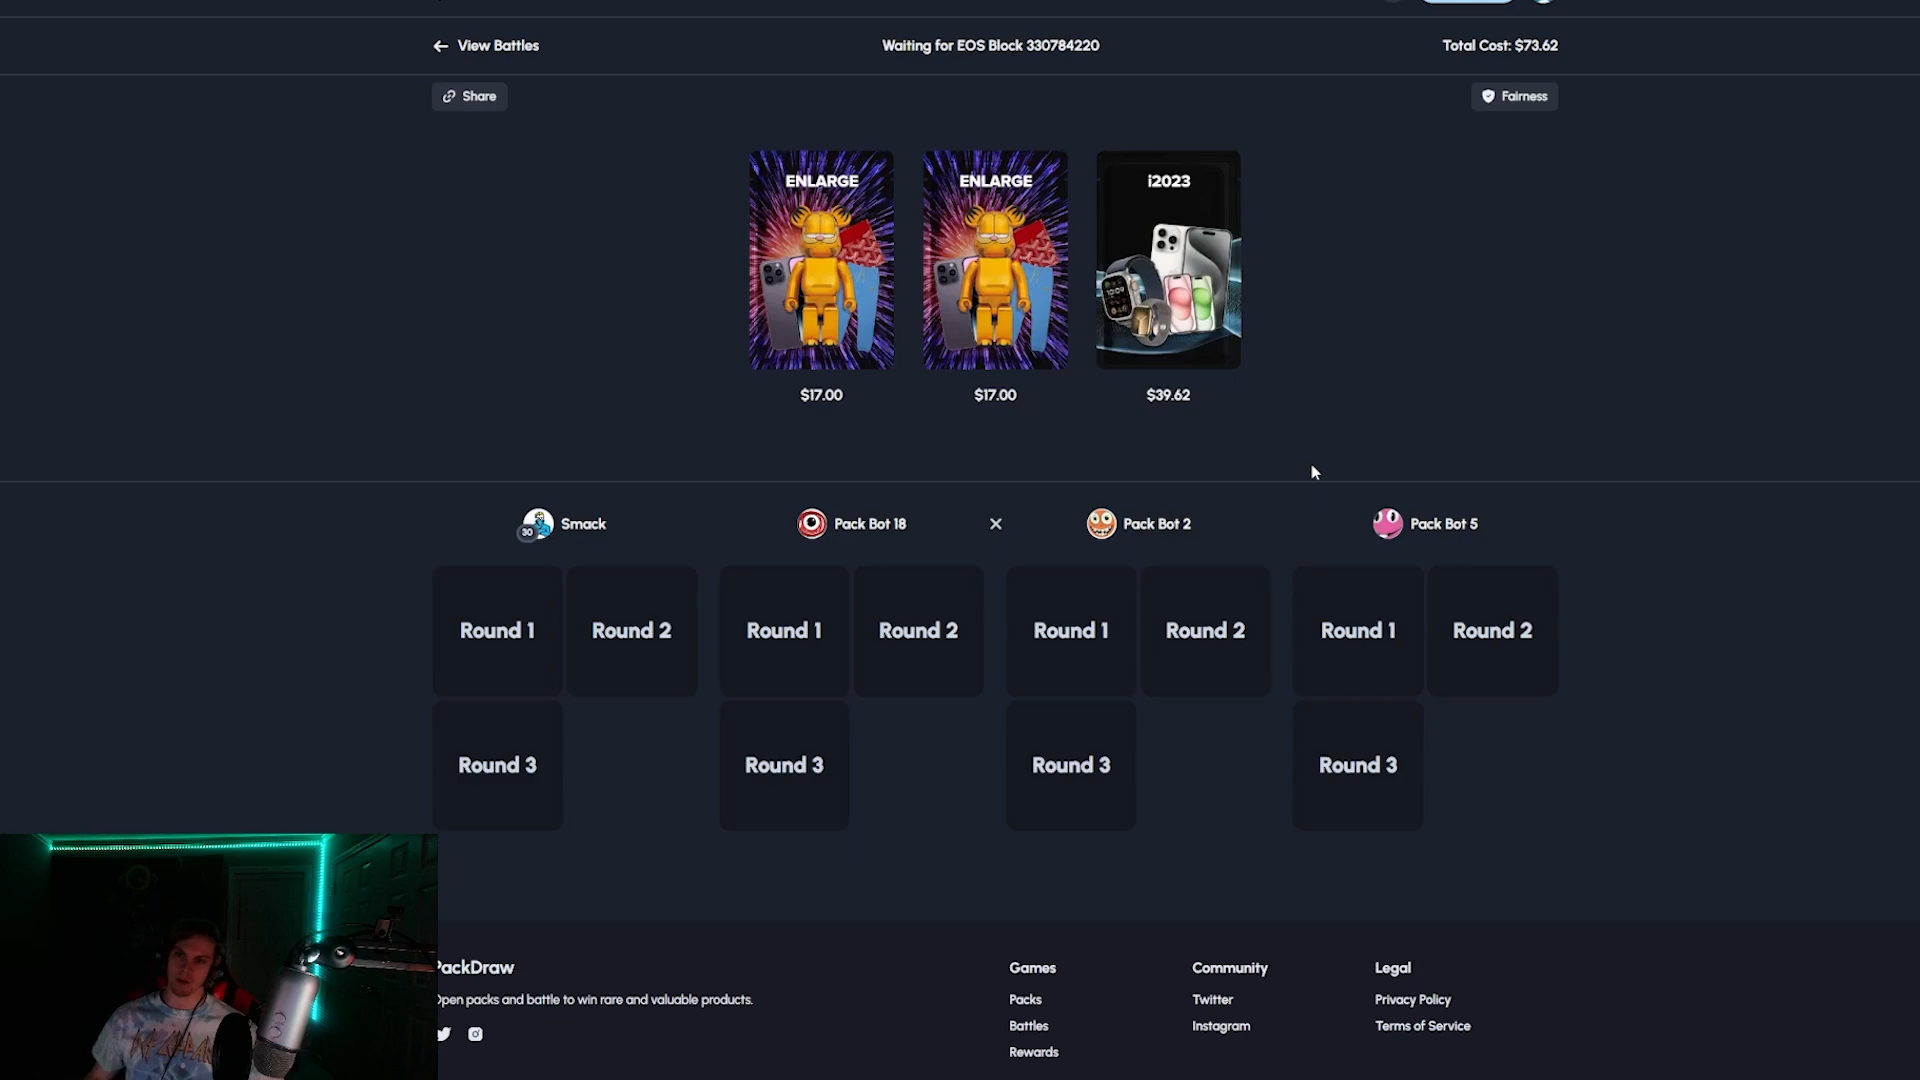 View Battles
Waiting for EOS Block 330784220
Total Cost: $73.62
Share
Fairness
ENLARGE
ENLARGE
i2023
$17.00
$17.00
$39.62
30
Smack
Pack Bot 18
Pack Bot 2
Pack Bot 5
Round 1
Round 2
Round 1
Round 2
Round 1
Round 2
Round 1
Round 2
Round 3
Round 3
Round 3
Round 3
PackDraw
Open packs and battle to win rare and valuable products.
Games
Packs
Battles
Rewards
Community
Twitter
Instagram
Legal
Privacy Policy
Terms of Service